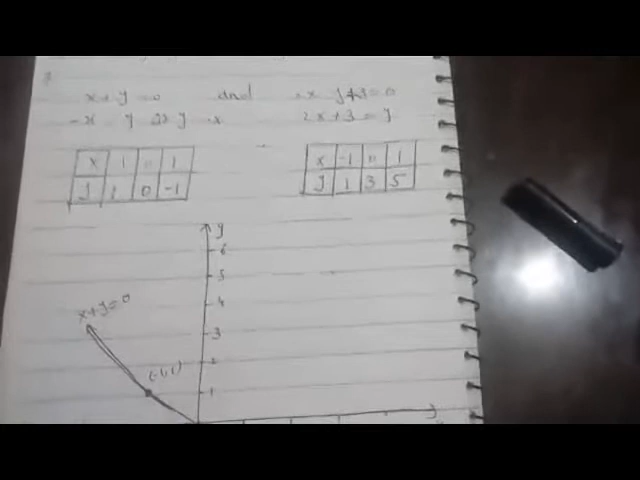 x + y = 0 and 2x - y + 3 = 0
-x = y y -x
2x + 3 = y
x 1 0 1
y 1 0 -1
x -1 0 1
y 1 3 5
y
6
5
4
3
2
1
x+y=0
(-1,1)